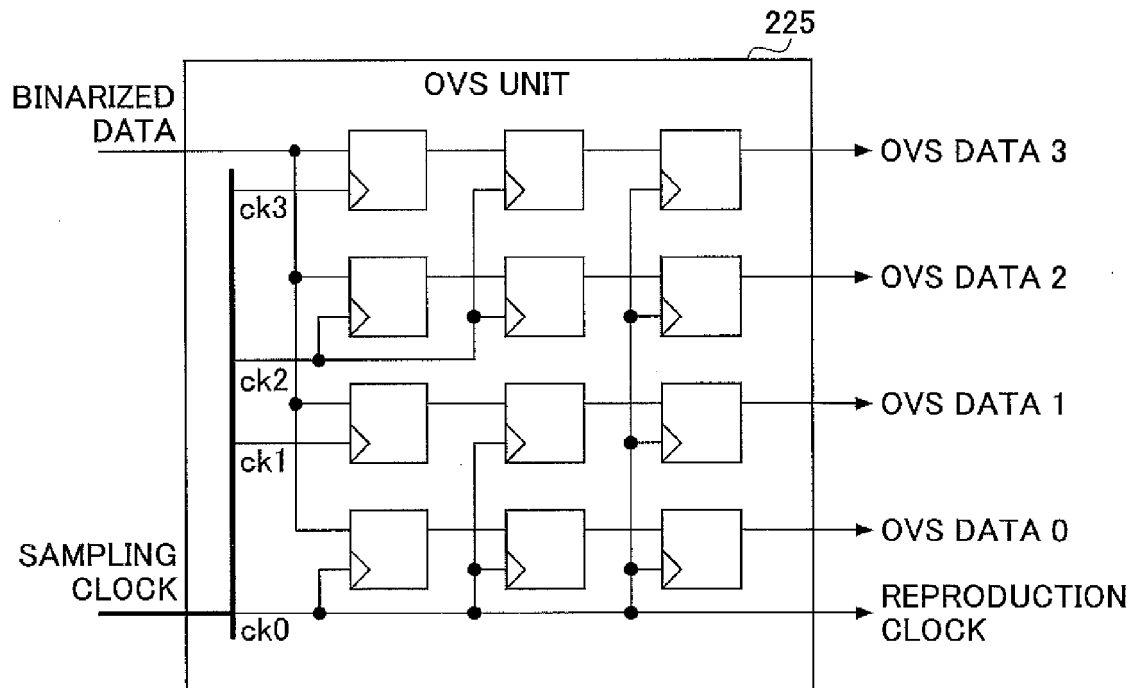 225
OVS UNIT
BINARIZED
DATA
OVS DATA 3
ck3
OVS DATA 2
ck2
OVS DATA 1
ck1
OVS DATA 0
SAMPLING
CLOCK
ck0
REPRODUCTION
CLOCK